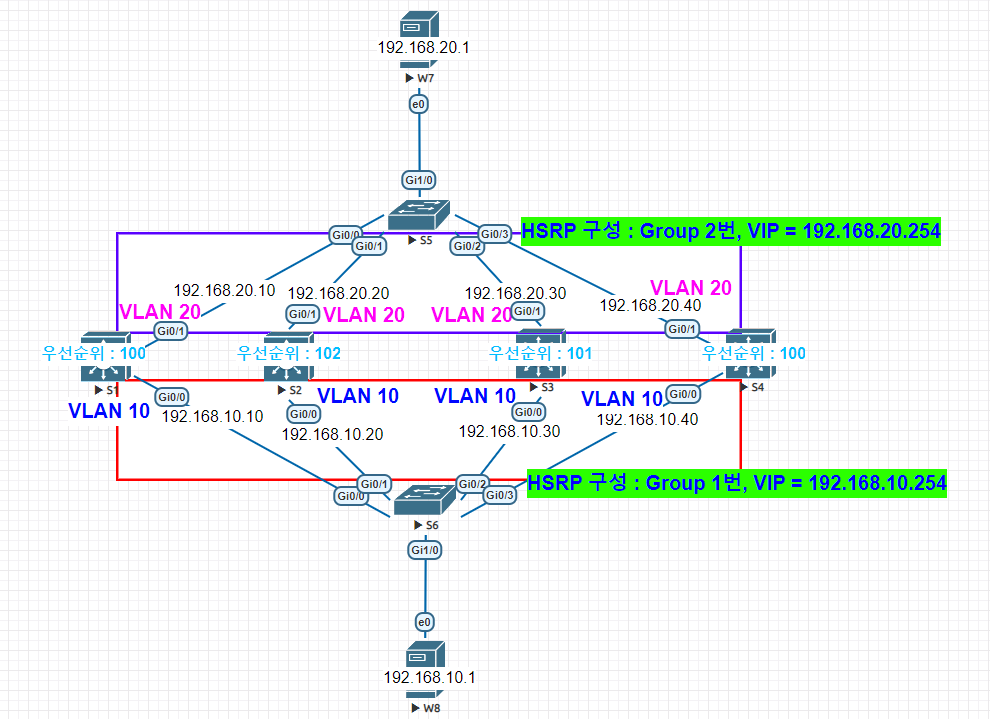 192.168.20.1
W7
e0
Gi1/0
S5
Gi0/0
Gi0/1
Gi0/2
Gi0/3
HSRP 구성 : Group 2번, VIP = 192.168.20.254
192.168.20.10
192.168.20.20
192.168.20.30
192.168.20.40
VLAN 20
VLAN 20
VLAN 20
VLAN 20
Gi0/1
Gi0/1
Gi0/1
Gi0/1
우선순위 : 100
우선순위 : 102
우선순위 : 101
우선순위 : 100
S1
S2
S3
S4
VLAN 10
VLAN 10
VLAN 10
VLAN 10
Gi0/0
Gi0/0
Gi0/0
Gi0/0
192.168.10.10
192.168.10.20
192.168.10.30
192.168.10.40
Gi0/0
Gi0/1
Gi0/2
Gi0/3
HSRP 구성 : Group 1번, VIP = 192.168.10.254
S6
Gi1/0
e0
192.168.10.1
W8